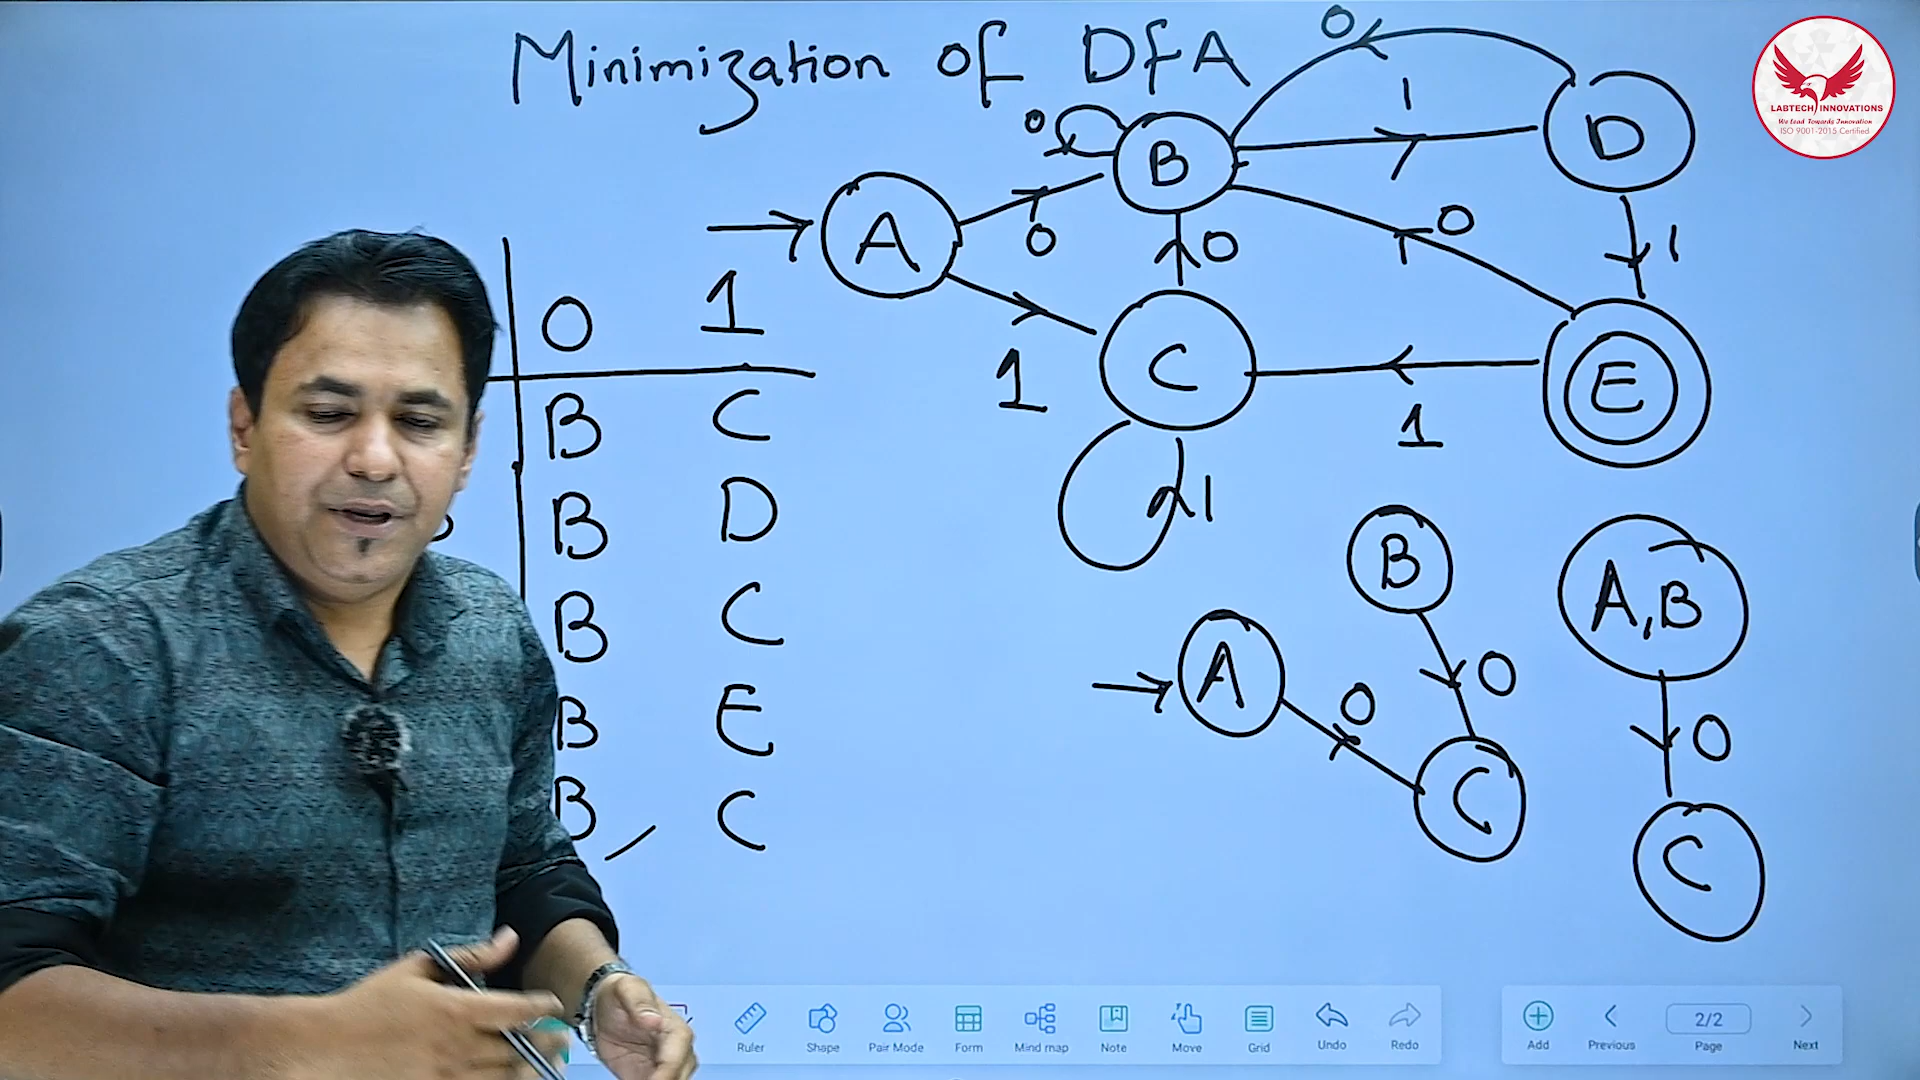 Minimization of DfA
LABTECH INNOVATIONS
We Lead Towards Innovation
ISO 9001-2015 Certified
0 1
B C
B D
B C
B E
B C
A
B
D
C
E
0
0
1
0
0
1
0
1
1
1
B
A
0
0
C
A,B
0
C
Ruler
Shape
Pair Mode
Form
Mind map
Note
Move
Grid
Undo
Redo
Add
Previous
2/2
Page
Next